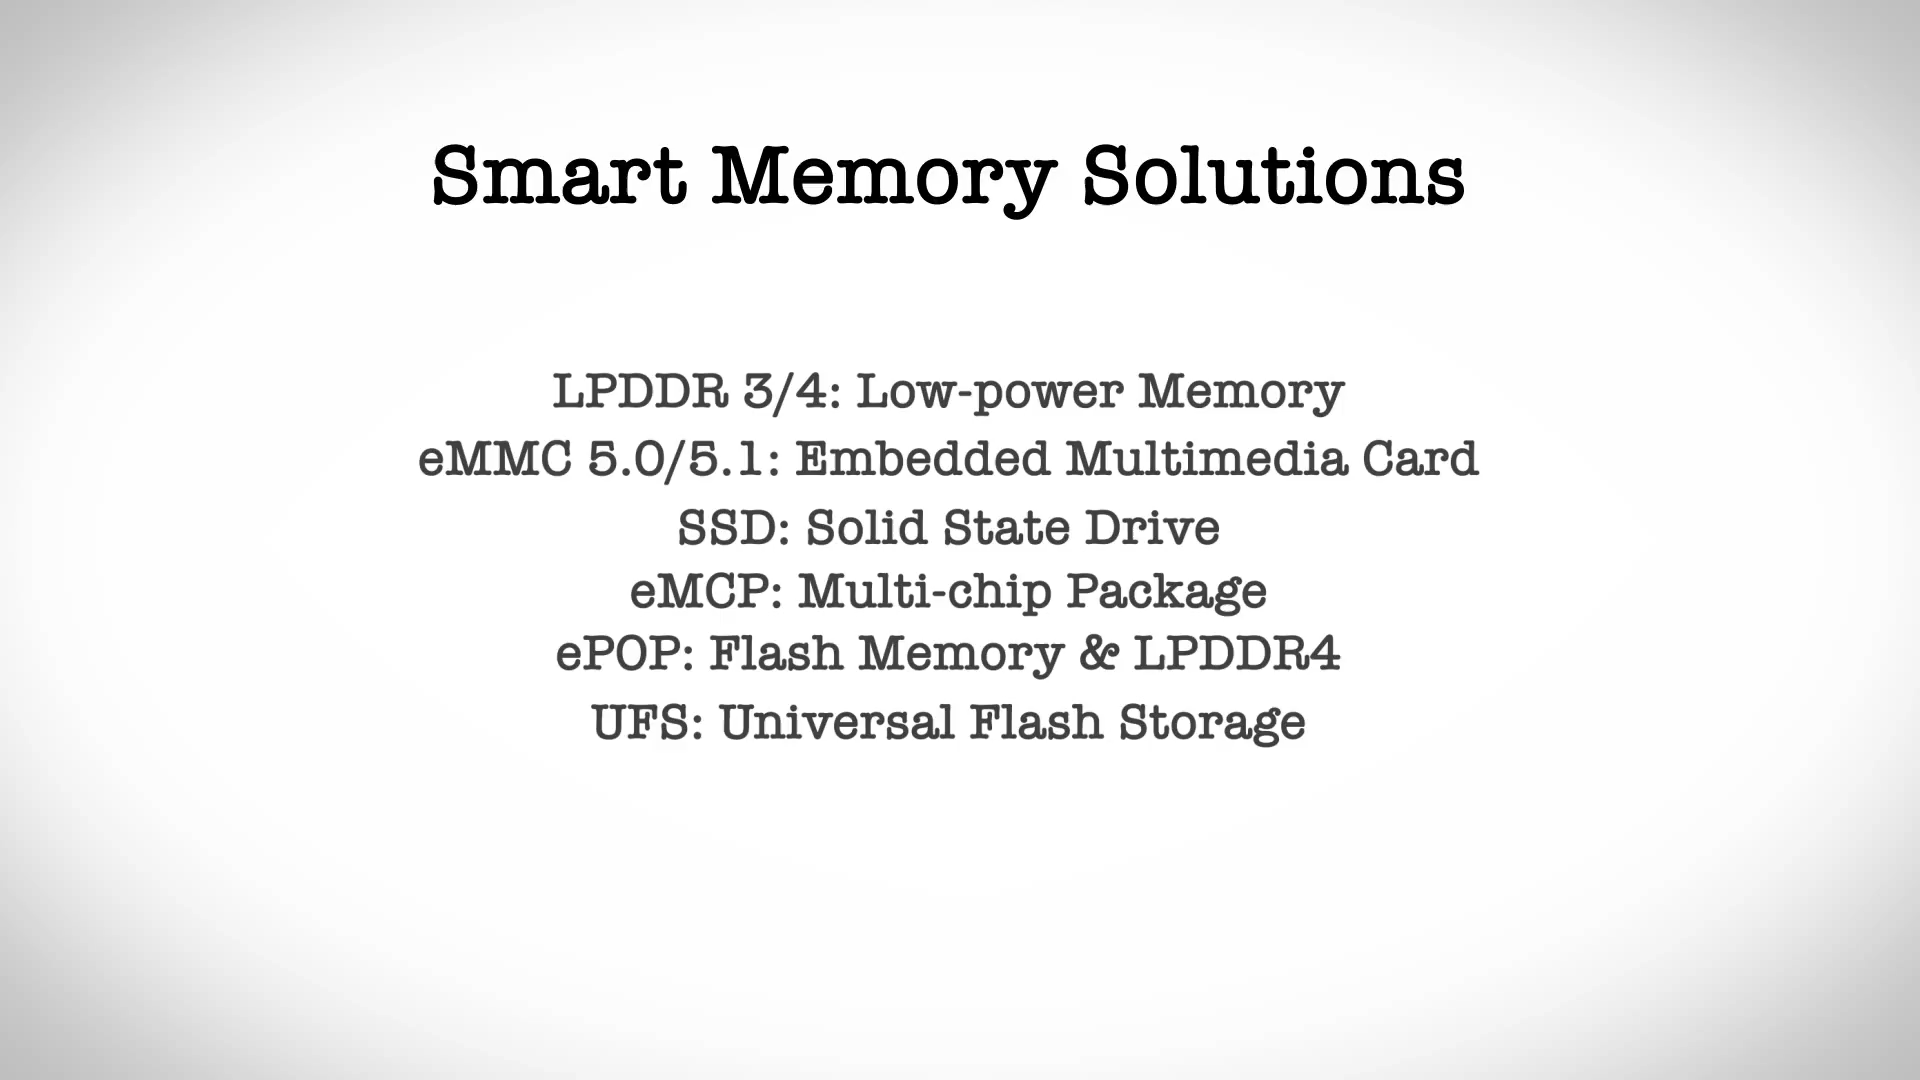 Smart Memory Solutions
LPDDR 3/4: Low-power Memory
eMMC 5.0/5.1: Embedded Multimedia Card
SSD: Solid State Drive
eMCP: Multi-chip Package
ePOP: Flash Memory & LPDDR4
UFS: Universal Flash Storage